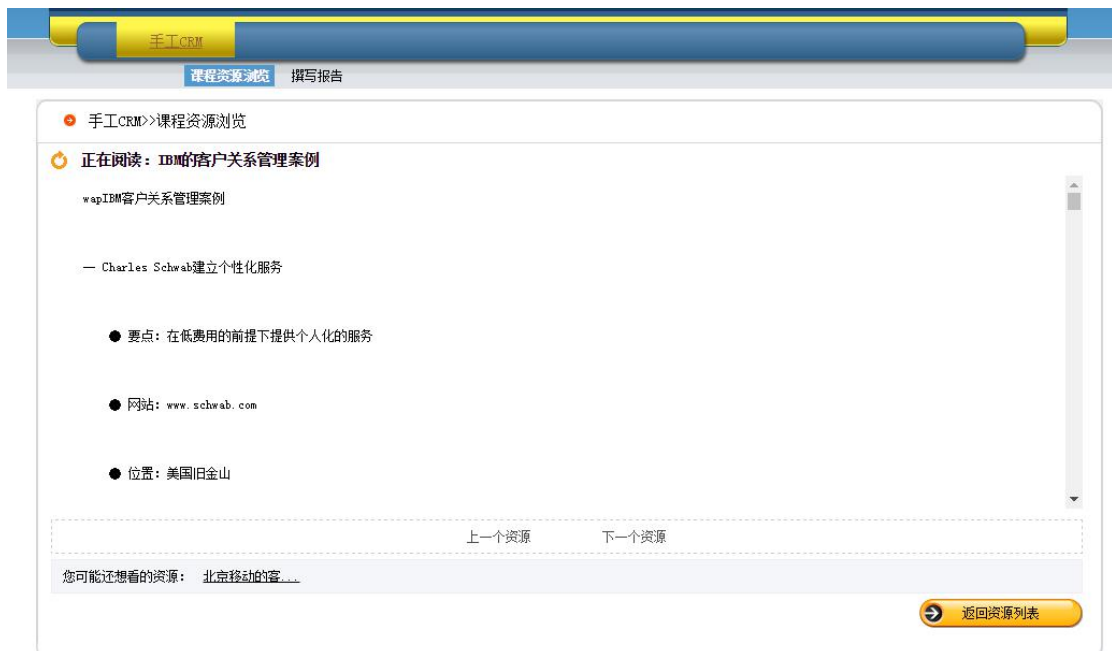 手工CRM
课程资源浏览 撰写报告
手工CRM>>课程资源浏览
正在阅读：IBM的客户关系管理案例
wapIBM客户关系管理案例
一 Charles Schwab建立个性化服务
● 要点：在低费用的前提下提供个人化的服务
● 网站：www.schwab.com
● 位置：美国旧金山
上一个资源 下一个资源
您可能还想看的资源： 北京移动的客...
返回资源列表